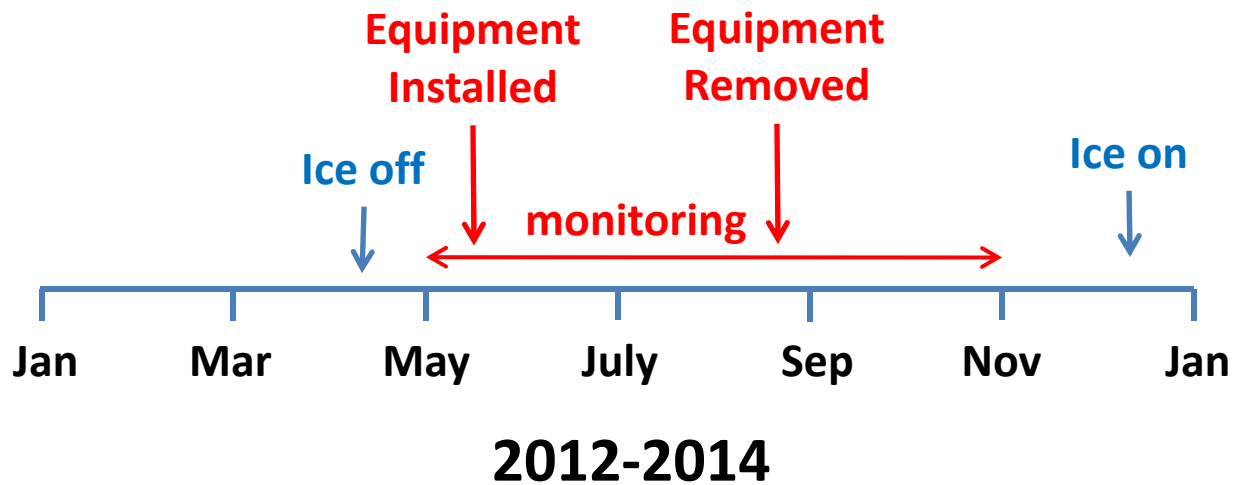 Equipment
Installed
Equipment
Removed
Ice off
Ice on
monitoring
Jan
Mar
May
July
Sep
Nov
Jan
2012-2014